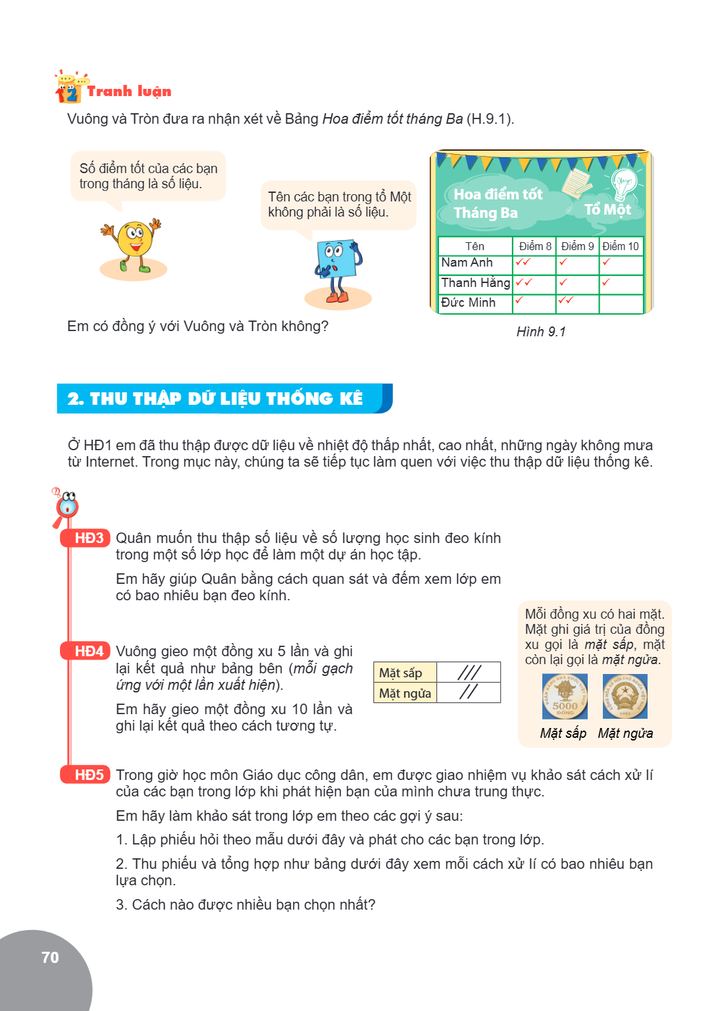 Tranh luận
Vuông và Tròn đưa ra nhận xét về Bảng Hoa điểm tốt tháng Ba (H.9.1).
Số điểm tốt của các bạn
trong tháng là số liệu.
Tên các bạn trong tổ Một
không phải là số liệu.
Hoa điểm tốt
Tháng Ba
Tổ Một
Tên Điểm 8 Điểm 9 Điểm 10
Nam Anh ✓✓ ✓ ✓
Thanh Hằng ✓✓ ✓ ✓
Đức Minh ✓ ✓✓
Em có đồng ý với Vuông và Tròn không?
Hình 9.1
2. THU THẬP DỮ LIỆU THỐNG KÊ
Ở HĐ1 em đã thu thập được dữ liệu về nhiệt độ thấp nhất, cao nhất, những ngày không mưa
từ Internet. Trong mục này, chúng ta sẽ tiếp tục làm quen với việc thu thập dữ liệu thống kê.
HĐ3 Quân muốn thu thập số liệu về số lượng học sinh đeo kính
trong một số lớp học để làm một dự án học tập.
Em hãy giúp Quân bằng cách quan sát và đếm xem lớp em
có bao nhiêu bạn đeo kính.
Mỗi đồng xu có hai mặt.
Mặt ghi giá trị của đồng
xu gọi là mặt sấp, mặt
còn lại gọi là mặt ngửa.
5000
ĐỒNG
Mặt sấp Mặt ngửa
HĐ4 Vuông gieo một đồng xu 5 lần và ghi
lại kết quả như bảng bên (mỗi gạch
ứng với một lần xuất hiện).
Em hãy gieo một đồng xu 10 lần và
ghi lại kết quả theo cách tương tự.
Mặt sấp ///
Mặt ngửa //
HĐ5 Trong giờ học môn Giáo dục công dân, em được giao nhiệm vụ khảo sát cách xử lí
của các bạn trong lớp khi phát hiện bạn của mình chưa trung thực.
Em hãy làm khảo sát trong lớp em theo các gợi ý sau:
1. Lập phiếu hỏi theo mẫu dưới đây và phát cho các bạn trong lớp.
2. Thu phiếu và tổng hợp như bảng dưới đây xem mỗi cách xử lí có bao nhiêu bạn
lựa chọn.
3. Cách nào được nhiều bạn chọn nhất?
70